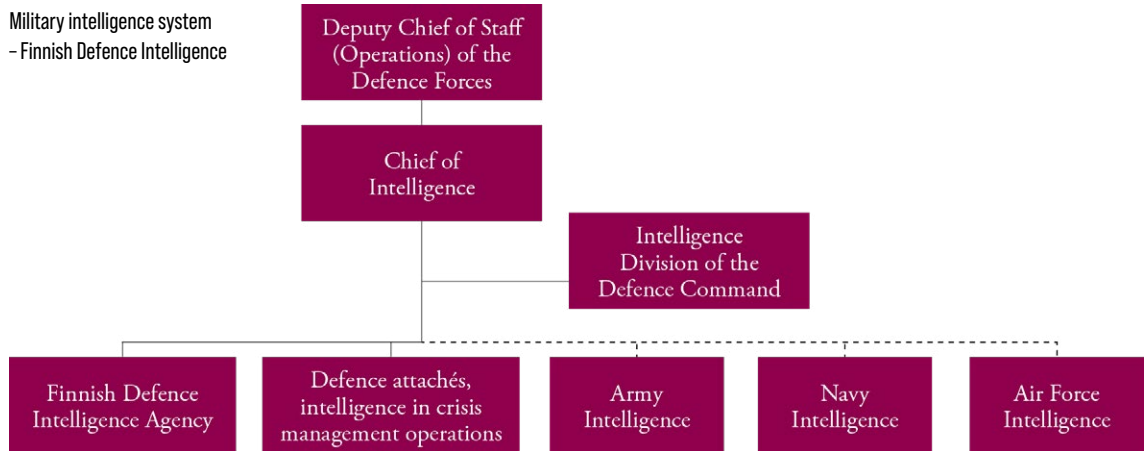 Military intelligence system
– Finnish Defence Intelligence
Deputy Chief of Staff
(Operations) of the
Defence Forces
Chief of
Intelligence
Intelligence
Division of the
Defence Command
Finnish Defence
Intelligence Agency
Defence attachés,
intelligence in crisis
management operations
Army
Intelligence
Navy
Intelligence
Air Force
Intelligence